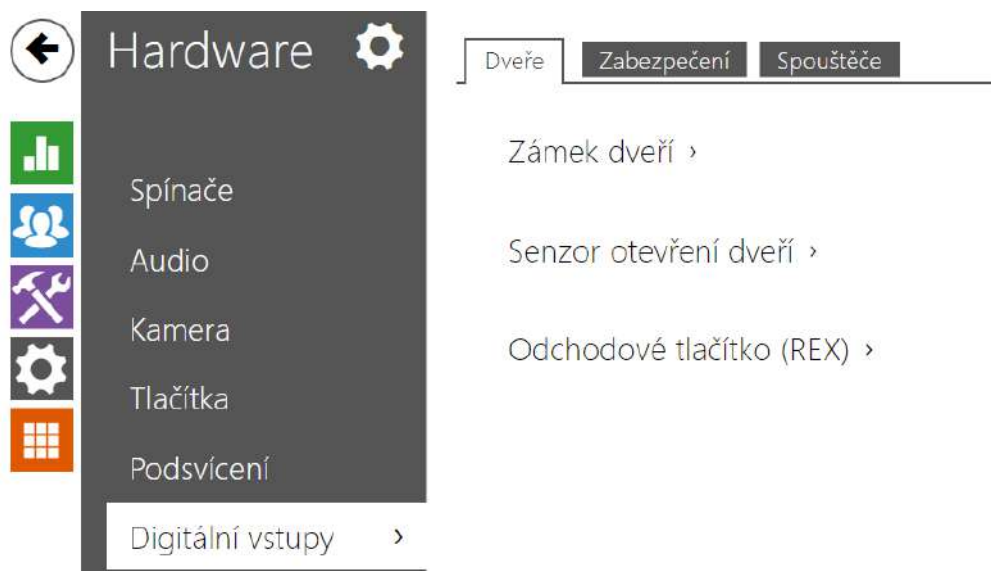 Hardware
Spínače
Audio
Kamera
Tlačítka
Podsvícení
Digitální vstupy ›
Dveře
Zabezpečení
Spouštěče
Zámek dveří ›
Senzor otevření dveří ›
Odchodové tlačítko (REX) ›